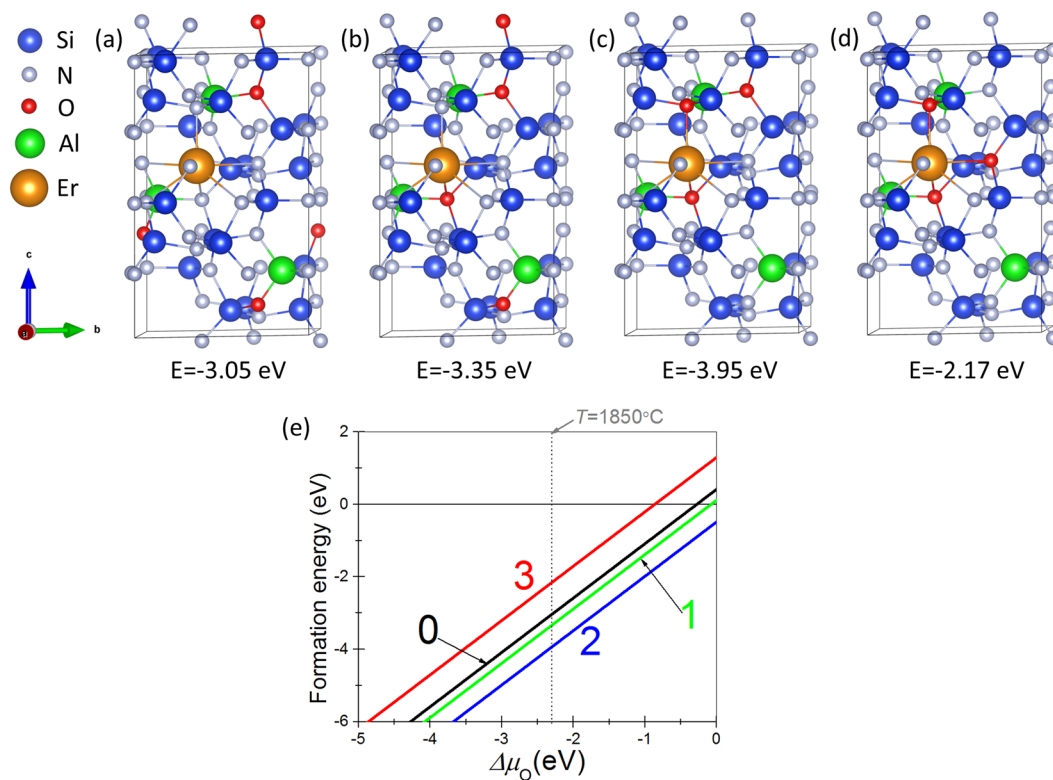 Si
N
O
Al
Er
c
a
b
(a)
(b)
(c)
(d)
E=-3.05 eV
E=-3.35 eV
E=-3.95 eV
E=-2.17 eV
(e)
T=1850°C
Formation energy (eV)
2
0
-2
-4
-6
3
0
1
2
-5
-4
-3
-2
-1
0
Δμ_O(eV)